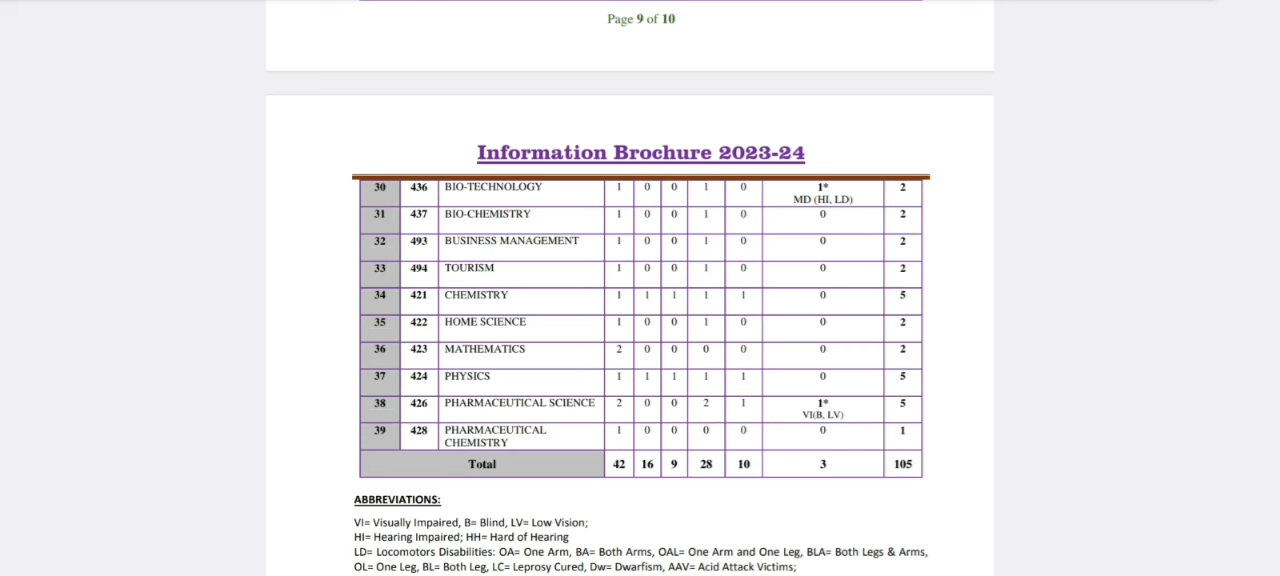 Page 9 of 10
Information Brochure 2023-24
30 436 BIO-TECHNOLOGY 1 0 0 1 0 1* 2
MD (HI, LD)
31 437 BIO-CHEMISTRY 1 0 0 1 0 0 2
32 493 BUSINESS MANAGEMENT 1 0 0 1 0 0 2
33 494 TOURISM 1 0 0 1 0 0 2
34 421 CHEMISTRY 1 1 1 1 1 0 5
35 422 HOME SCIENCE 1 0 0 1 0 0 2
36 423 MATHEMATICS 2 0 0 0 0 0 2
37 424 PHYSICS 1 1 1 1 1 0 5
38 426 PHARMACEUTICAL SCIENCE 2 0 0 2 1 1* 5
VI(B, LV)
39 428 PHARMACEUTICAL 1 0 0 0 0 0 1
CHEMISTRY
Total 42 16 9 28 10 3 105
ABBREVIATIONS:
VI= Visually Impaired, B= Blind, LV= Low Vision;
HI= Hearing Impaired; HH= Hard of Hearing
LD= Locomotors Disabilities: OA= One Arm, BA= Both Arms, OAL= One Arm and One Leg, BLA= Both Legs & Arms,
OL= One Leg, BL= Both Leg, LC= Leprosy Cured, Dw= Dwarfism, AAV= Acid Attack Victims;